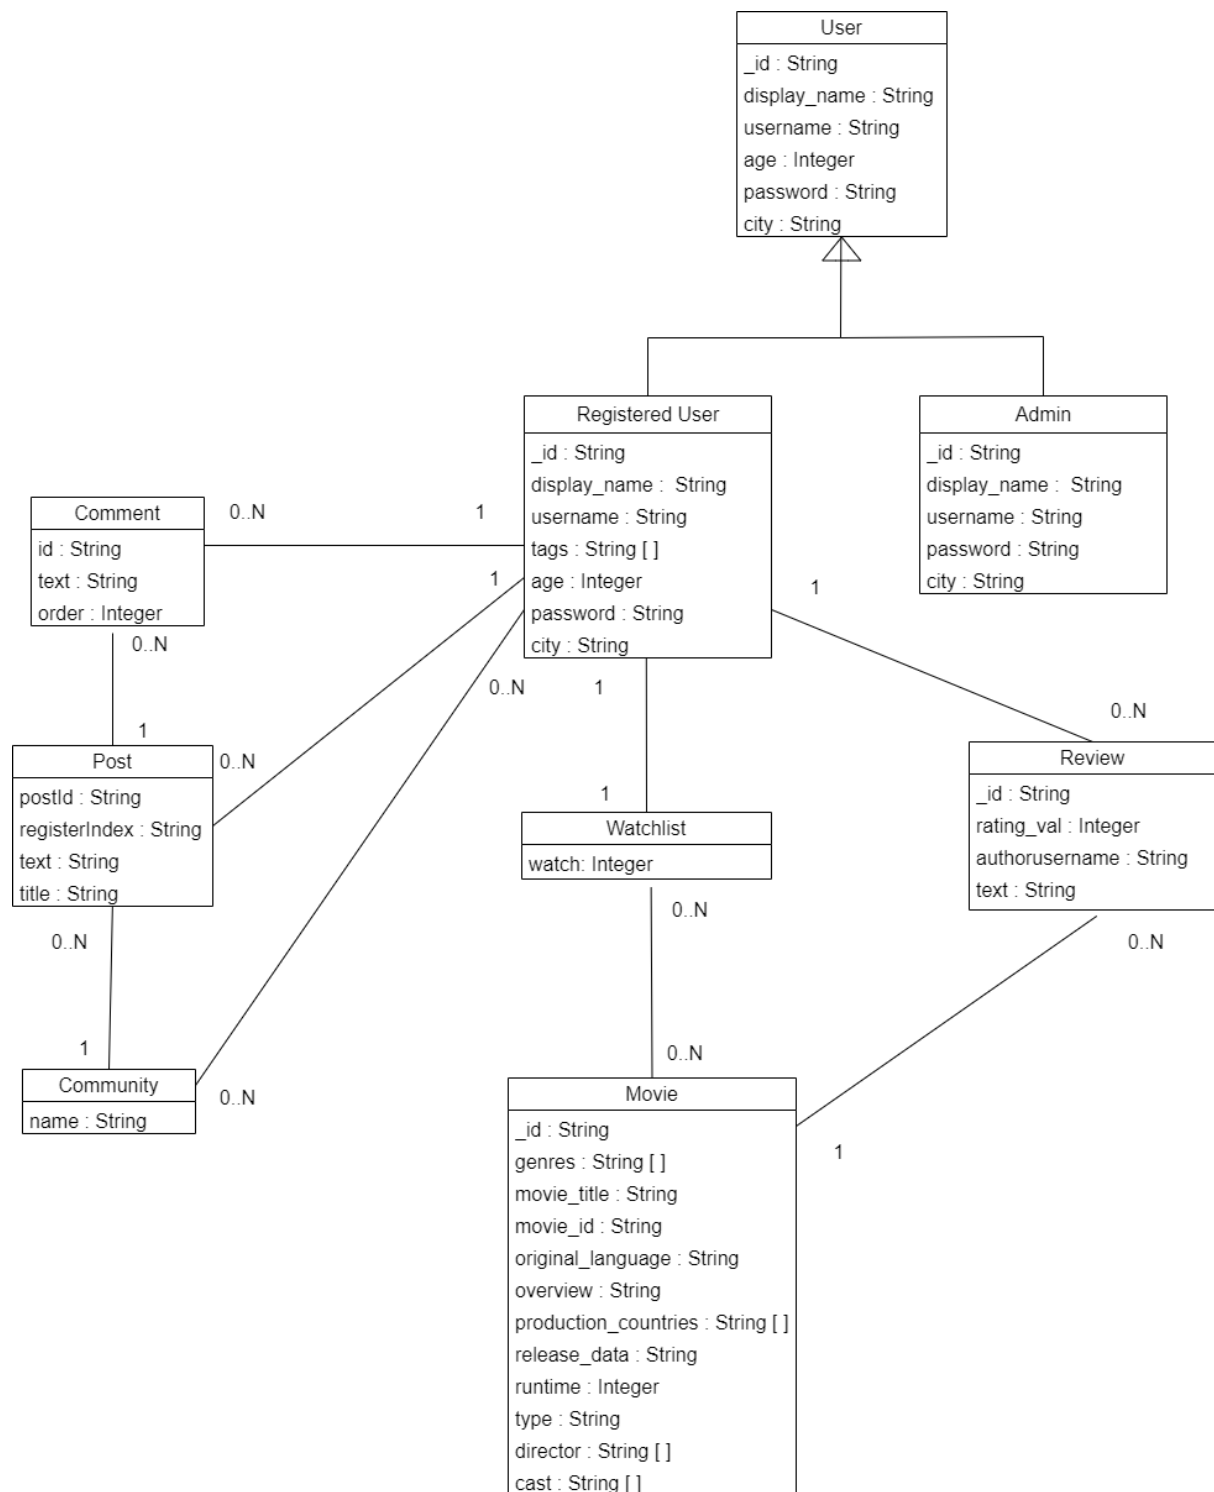 User
_id : String
display_name : String
username : String
age : Integer
password : String
city : String
Registered User
_id : String
display_name :  String
username : String
tags : String [ ]
age : Integer
password : String
city : String
Admin
_id : String
display_name :  String
username : String
password : String
city : String
Comment
id : String
text : String
order : Integer
0..N
1
1
0..N
1
0..N
1
0..N
1
0..N
Post
postId : String
registerIndex : String
text : String
title : String
1
Watchlist
watch: Integer
Review
_id : String
rating_val : Integer
authorusername : String
text : String
0..N
0..N
0..N
1
0..N
0..N
1
Community
name : String
Movie
_id : String
genres : String [ ]
movie_title : String
movie_id : String
original_language : String
overview : String
production_countries : String [ ]
release_data : String
runtime : Integer
type : String
director : String [ ]
cast : String [ ]